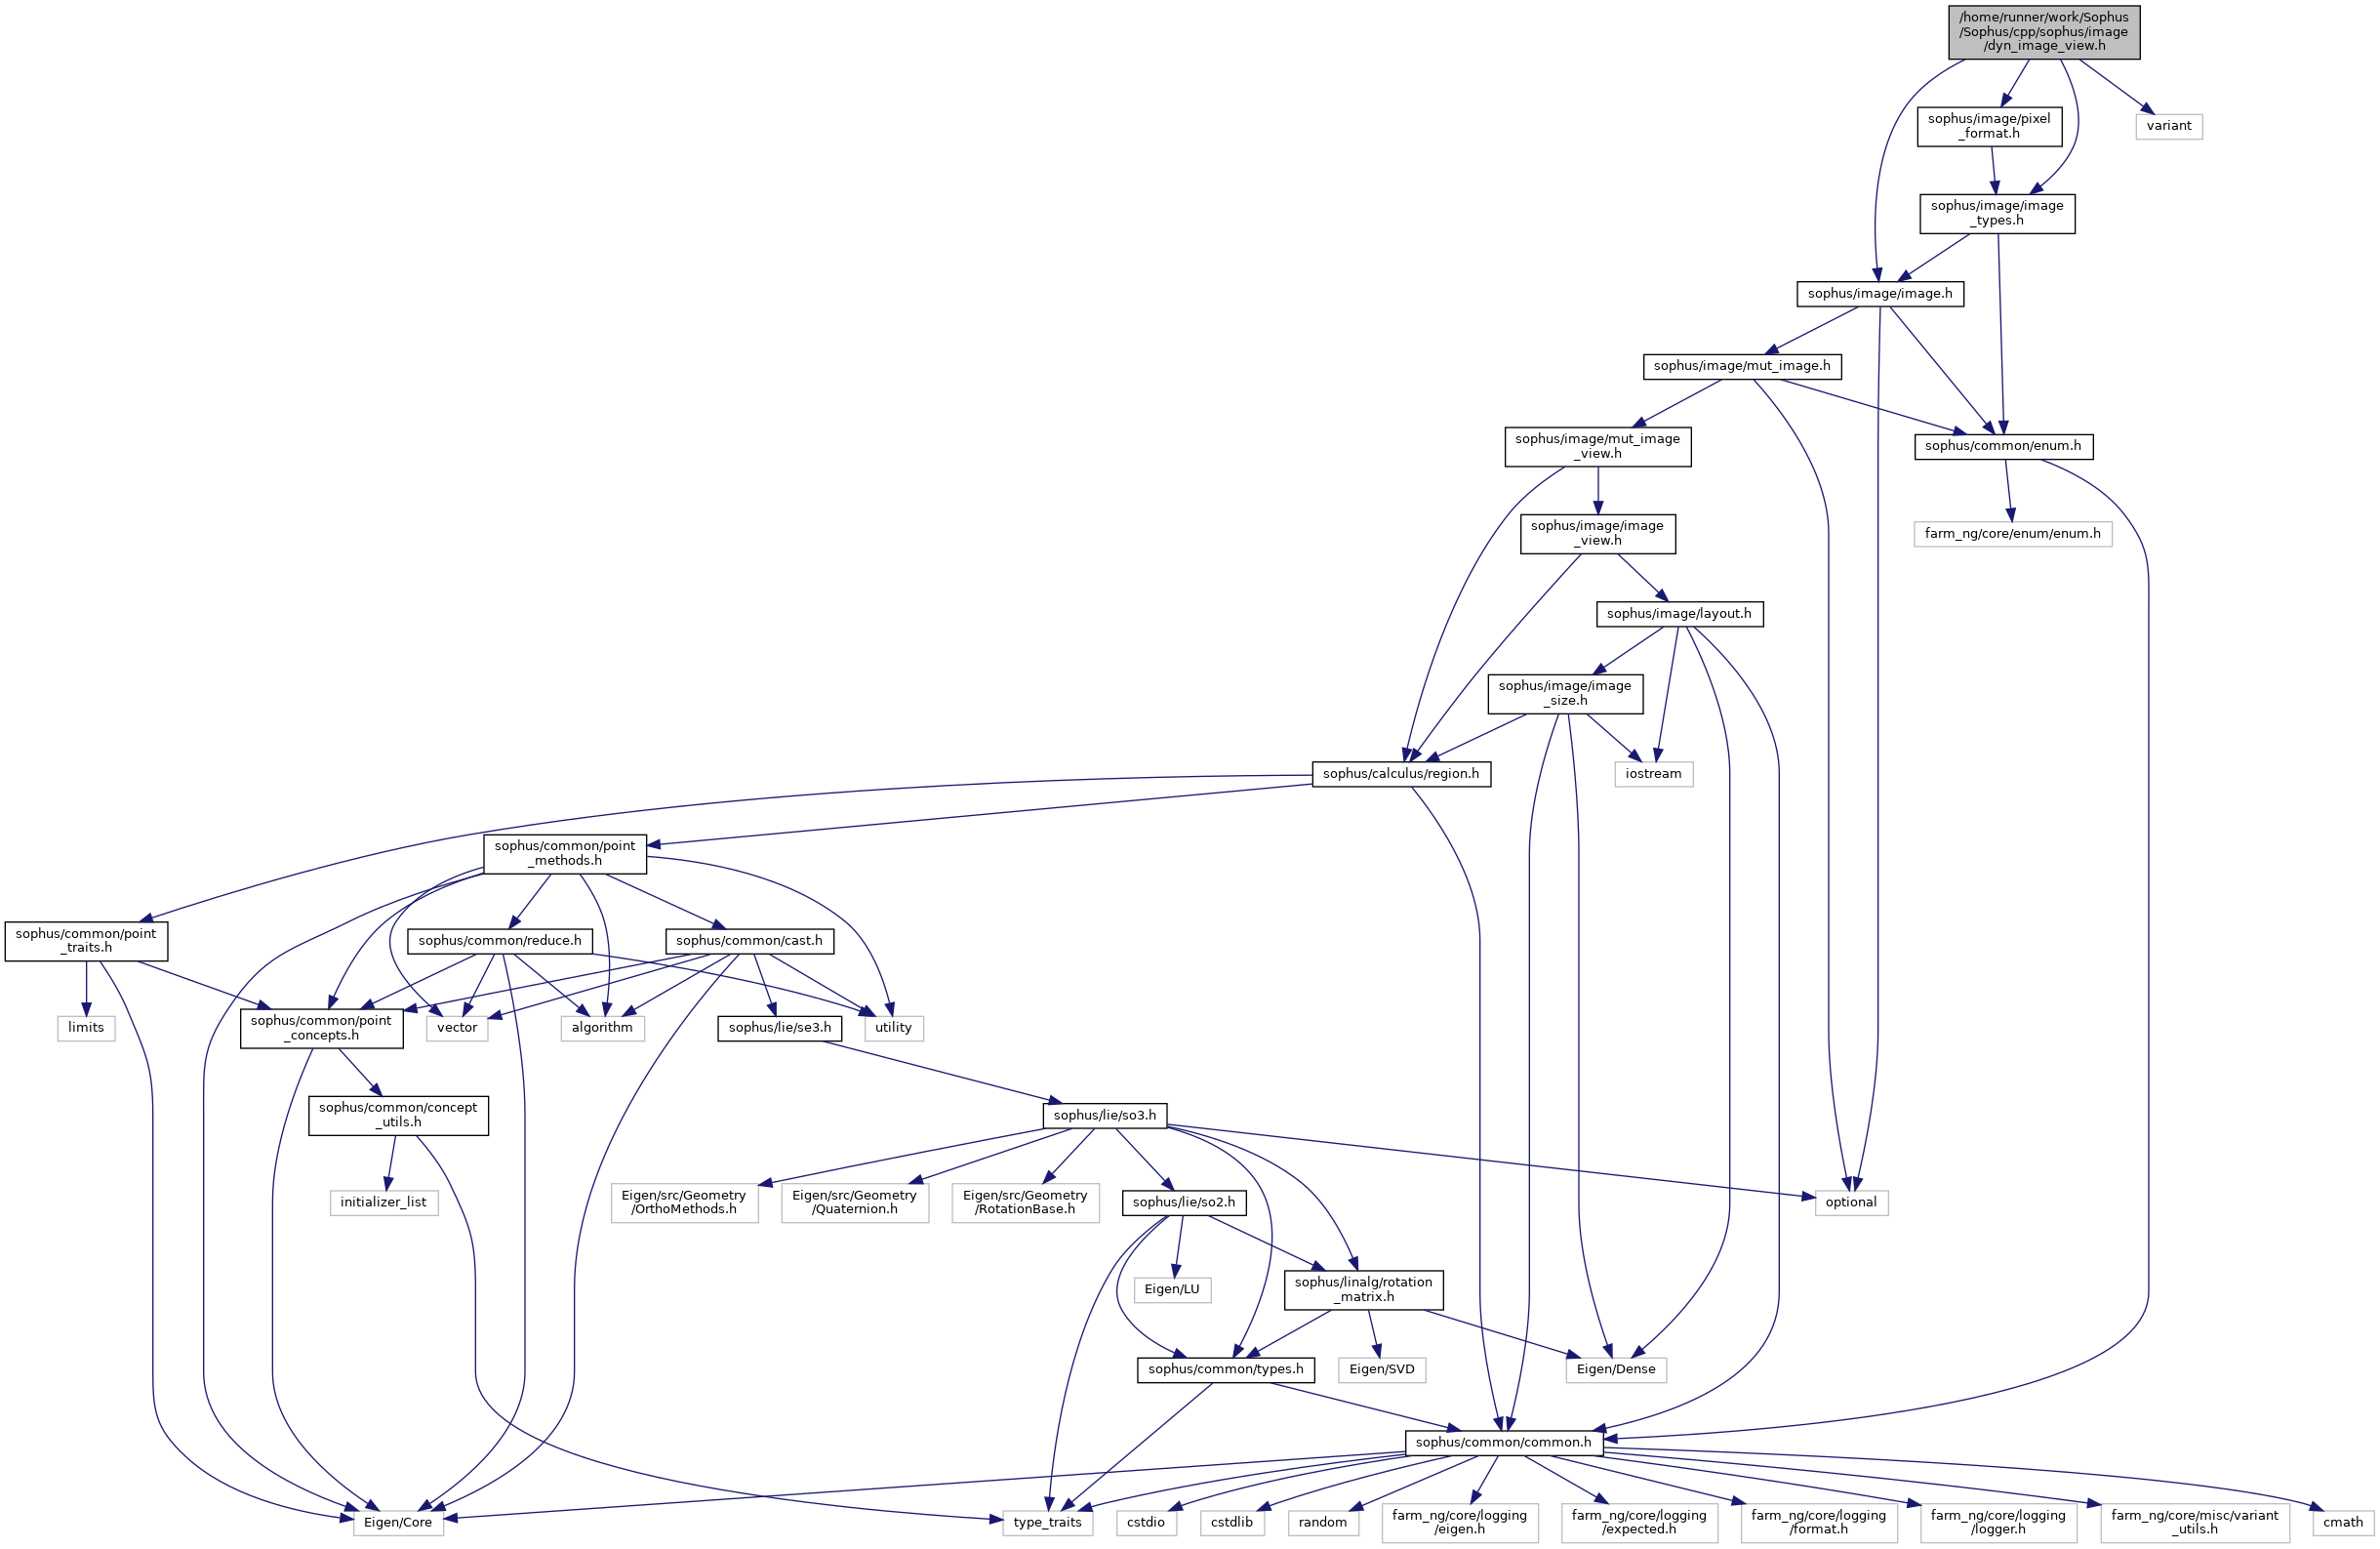 /home/runner/work/Sophus
/Sophus/cpp/sophus/image
/dyn_image_view.h
sophus/image/pixel
_format.h
variant
sophus/image/image
_types.h
sophus/image/image.h
sophus/image/mut_image.h
sophus/image/mut_image
_view.h
sophus/common/enum.h
sophus/image/image
_view.h
farm_ng/core/enum/enum.h
sophus/image/layout.h
sophus/image/image
_size.h
sophus/calculus/region.h
iostream
sophus/common/point
_methods.h
sophus/common/point
_traits.h
sophus/common/reduce.h
sophus/common/cast.h
limits
sophus/common/point
_concepts.h
vector
algorithm
sophus/lie/se3.h
utility
sophus/common/concept
_utils.h
sophus/lie/so3.h
initializer_list
Eigen/src/Geometry
/OrthoMethods.h
Eigen/src/Geometry
/Quaternion.h
Eigen/src/Geometry
/RotationBase.h
sophus/lie/so2.h
optional
Eigen/LU
sophus/linalg/rotation
_matrix.h
sophus/common/types.h
Eigen/SVD
Eigen/Dense
sophus/common/common.h
Eigen/Core
type_traits
cstdio
cstdlib
random
farm_ng/core/logging
/eigen.h
farm_ng/core/logging
/expected.h
farm_ng/core/logging
/format.h
farm_ng/core/logging
/logger.h
farm_ng/core/misc/variant
_utils.h
cmath